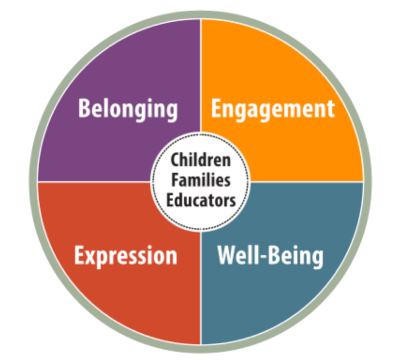 Belonging
Engagement
Children
Families
Educators
Expression
Well-Being